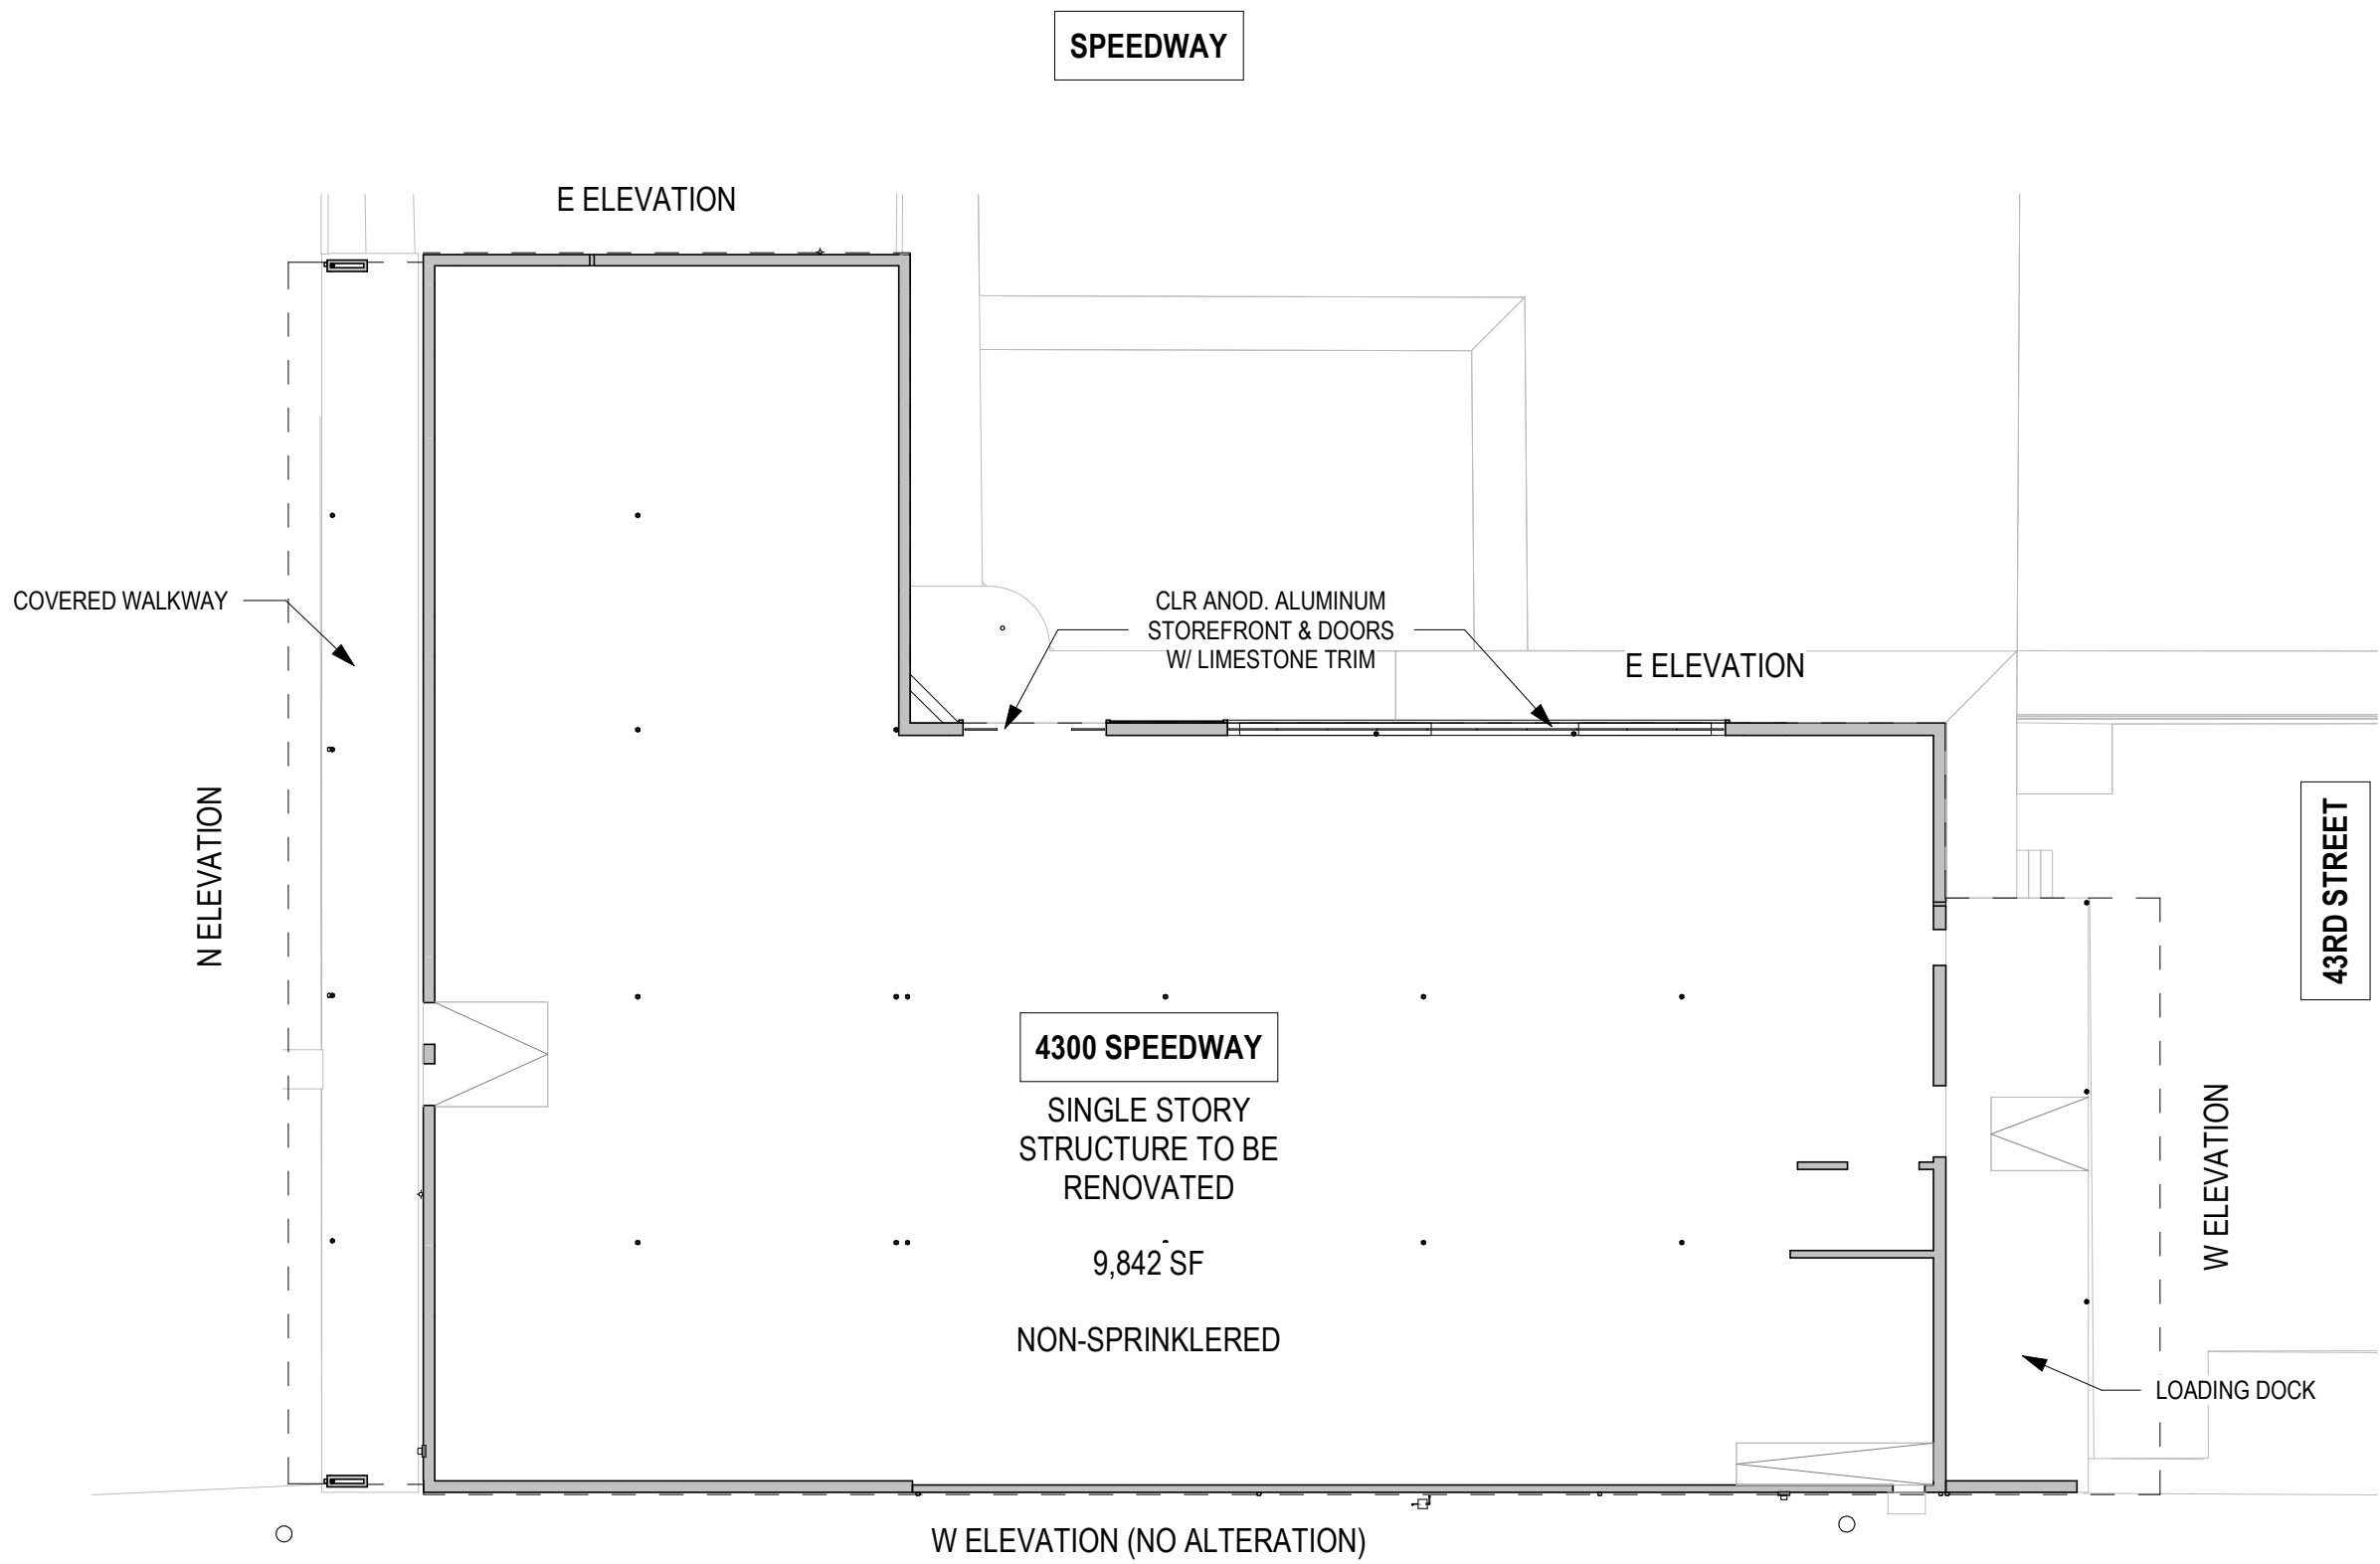 SPEEDWAY
E ELEVATION
COVERED WALKWAY
CLR ANOD. ALUMINUM
STOREFRONT & DOORS
W/ LIMESTONE TRIM
E ELEVATION
N ELEVATION
43RD STREET
4300 SPEEDWAY
SINGLE STORY
STRUCTURE TO BE
RENOVATED
9,842 SF
NON-SPRINKLERED
W ELEVATION
LOADING DOCK
W ELEVATION (NO ALTERATION)